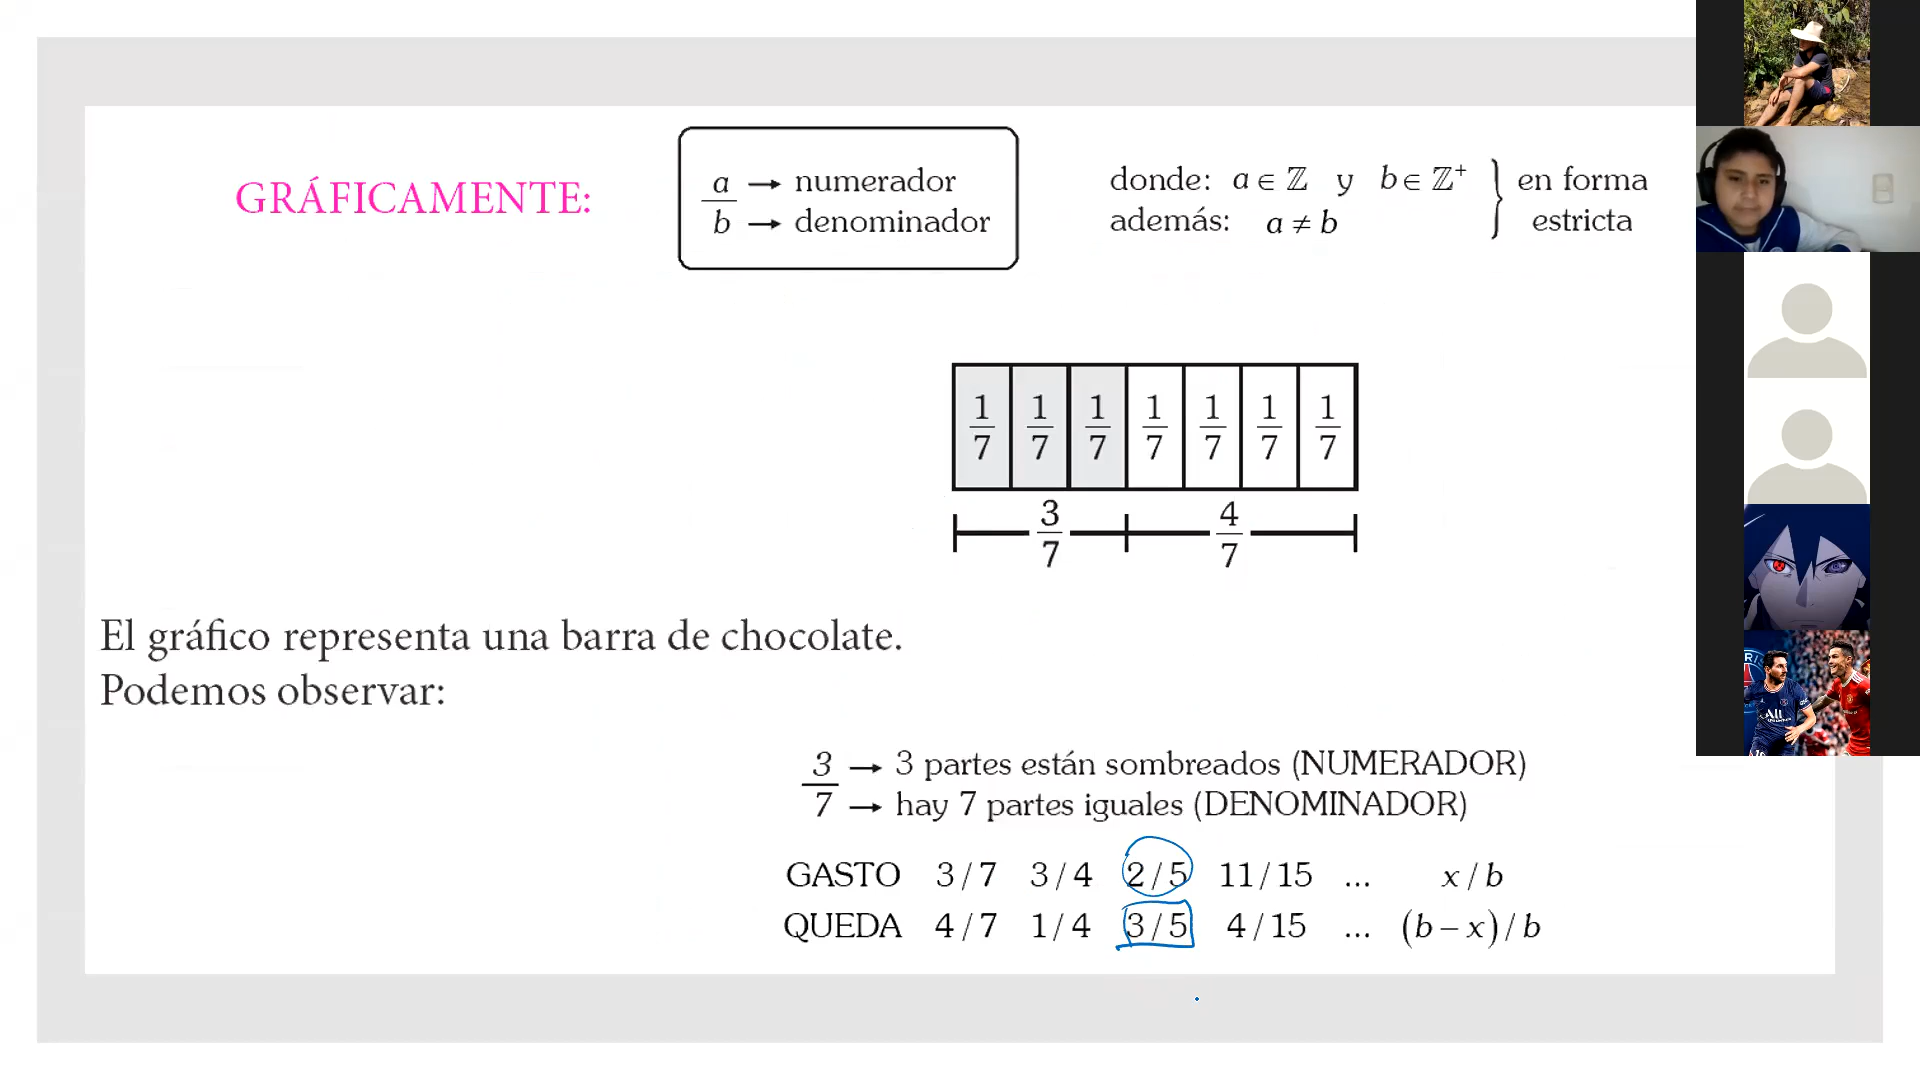 GRÁFICAMENTE:
a → numerador
b → denominador
donde: a ∈ ℤ y b ∈ ℤ⁺
además: a ≠ b
en forma
estricta
1/7 1/7 1/7 1/7 1/7 1/7 1/7
3/7 4/7
El gráfico representa una barra de chocolate.
Podemos observar:
3 → 3 partes están sombreados (NUMERADOR)
7 → hay 7 partes iguales (DENOMINADOR)
GASTO 3/7 3/4 2/5 11/15 ... x/b
QUEDA 4/7 1/4 3/5 4/15 ... (b – x)/b